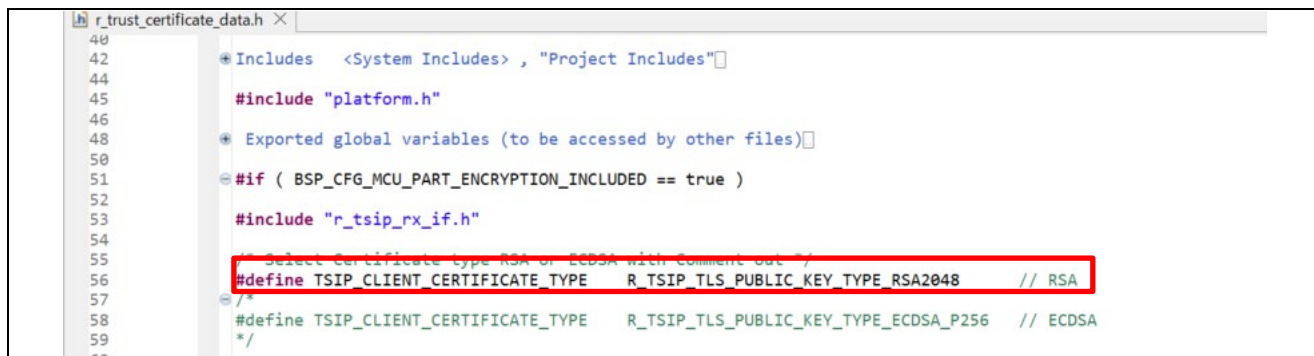 r_trust_certificate_data.h
40
42 Includes <System Includes> , "Project Includes"
44
45 #include "platform.h"
46
48 Exported global variables (to be accessed by other files)
50
51 #if ( BSP_CFG_MCU_PART_ENCRYPTION_INCLUDED == true )
52
53 #include "r_tsip_rx_if.h"
54
55 /* Select Certificate type RSA or ECDSA with Comment out */
56 #define TSIP_CLIENT_CERTIFICATE_TYPE R_TSIP_TLS_PUBLIC_KEY_TYPE_RSA2048 // RSA
57 /*
58 #define TSIP_CLIENT_CERTIFICATE_TYPE R_TSIP_TLS_PUBLIC_KEY_TYPE_ECDSA_P256 // ECDSA
59 */